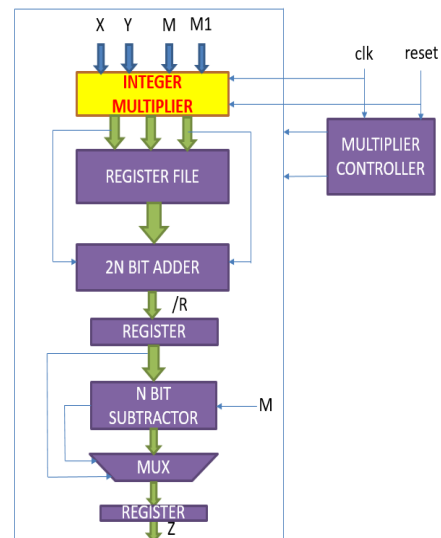 X Y M M1
clk reset
INTEGER
MULTIPLIER
MULTIPLIER
CONTROLLER
REGISTER FILE
2N BIT ADDER
/R
REGISTER
N BIT
SUBTRACTOR
M
MUX
REGISTER
Z